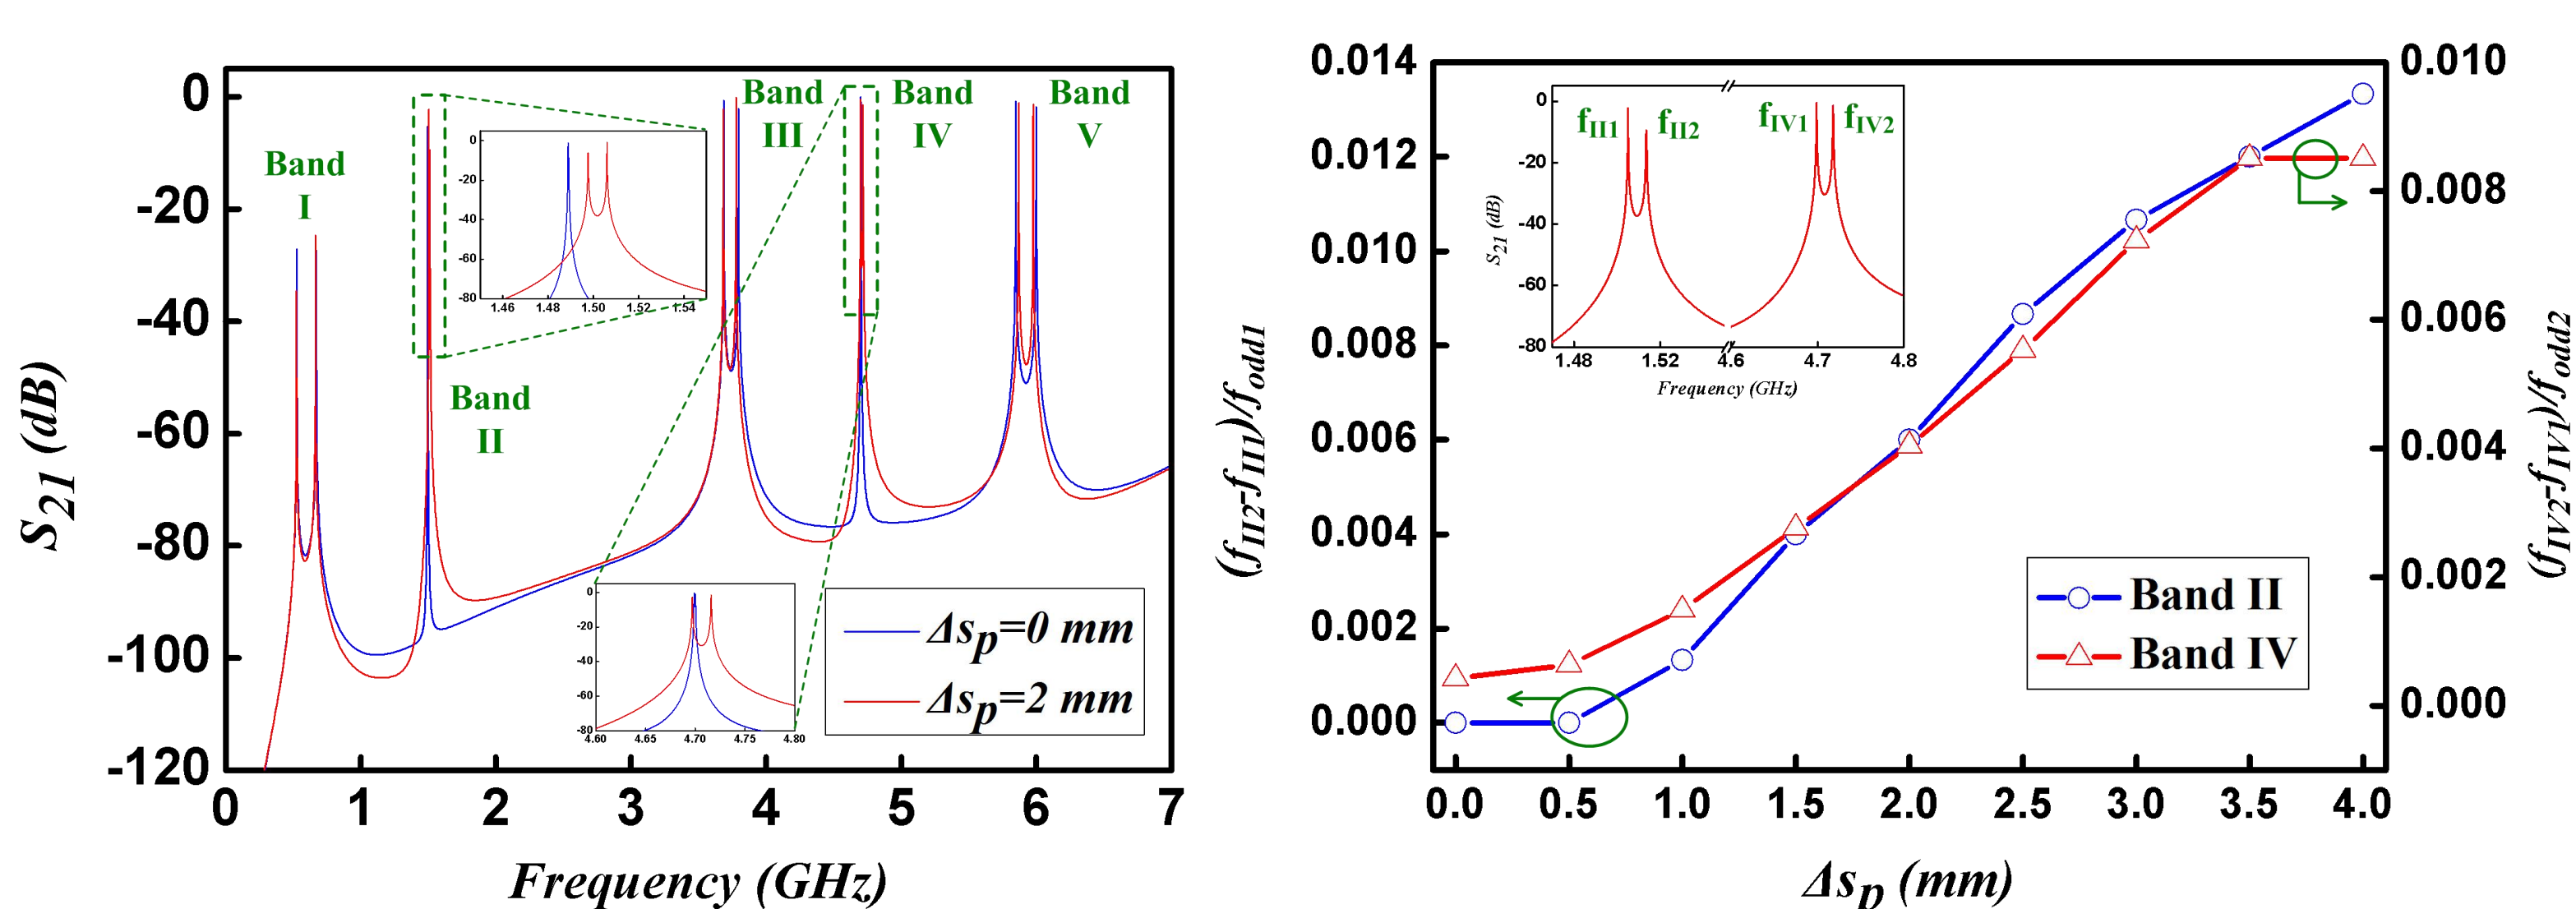 0
-20
-40
-60
-80
-100
-120
S21 (dB)
0 1 2 3 4 5 6 7
Frequency (GHz)
Band
I
Band
II
Band
III
Band
IV
Band
V
0
-20
-40
-60
-80
1.46 1.48 1.50 1.52 1.54
0
-20
-40
-60
-80
4.60 4.65 4.70 4.75 4.80
Δsp=0 mm
Δsp=2 mm
0.014
0.012
0.010
0.008
0.006
0.004
0.002
0.000
(fII2-fII1)/fodd1
0.0 0.5 1.0 1.5 2.0 2.5 3.0 3.5 4.0
Δsp (mm)
0.010
0.008
0.006
0.004
0.002
0.000
(fIV2-fIV1)/fodd2
fII1 fII2 fIV1 fIV2
0
-20
-40
-60
-80
S21 (dB)
1.48 1.52 4.6 4.7 4.8
Frequency (GHz)
Band II
Band IV